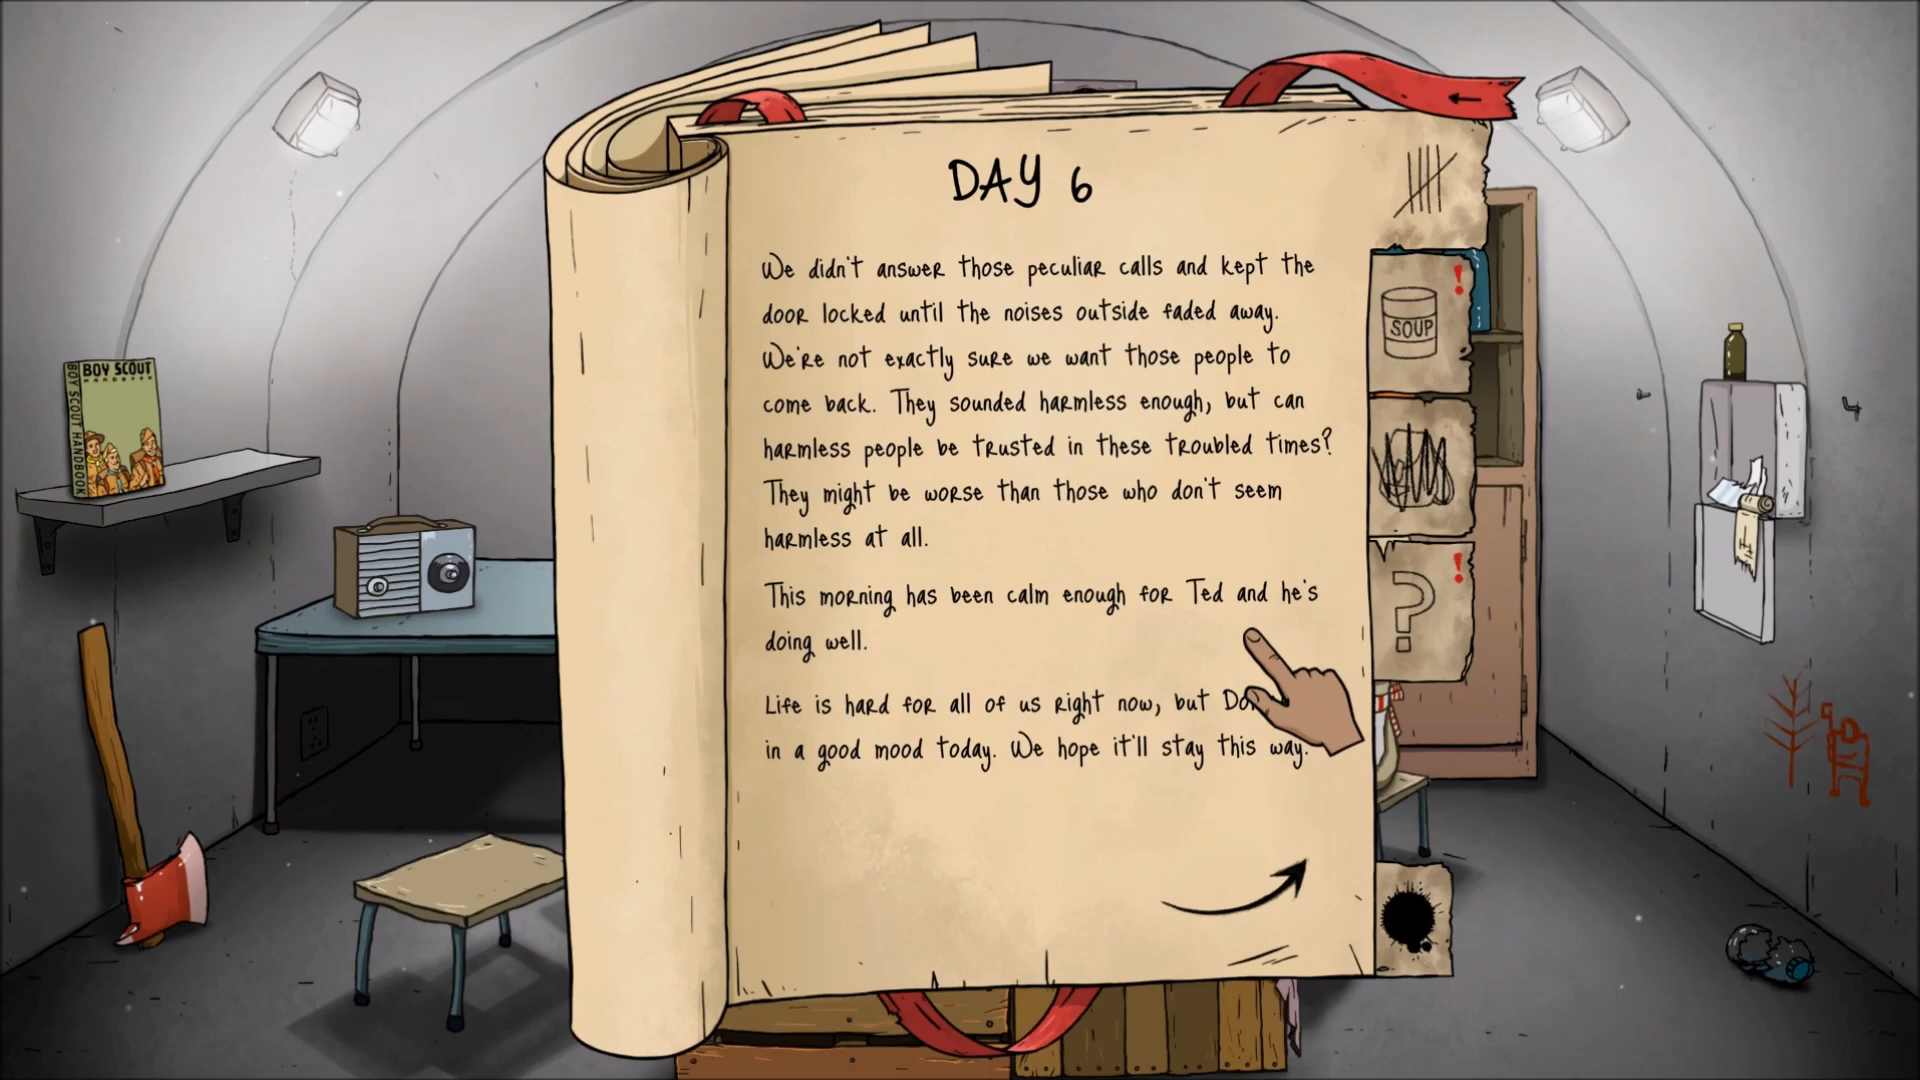 DAY 6
We didn't answer those peculiar calls and kept the
door locked until the noises outside faded away.
We're not exactly sure we want those people to
come back. They sounded harmless enough, but can
harmless people be trusted in these troubled times?
They might be worse than those who don't seem
harmless at all.
This morning has been calm enough for Ted and he's
doing well.
Life is hard for all of us right now, but
in a good mood today. We hope it'll stay this way.
!
SOUP
!
?
BOY SCOUT
HANDBOOK
BOY SCOUT HANDBOOK